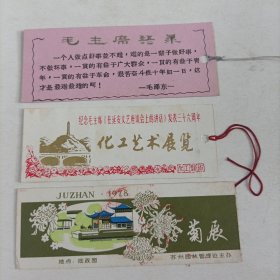 毛主席语录
一个人做点好事并不难，难的是一辈子做好事，
不做坏事，一贯的有益于广大群众，一贯的有益于青
年，一贯的有益于革命，艰苦奋斗几十年如一日，这
才是最难最难的呵！
—毛泽东—
纪念毛主席《在延安文艺座谈会上的讲话》发表三十六周年
化工艺术展览
JUZHAN·1978
菊展
地点：拙政园
苏州园林管理处主办